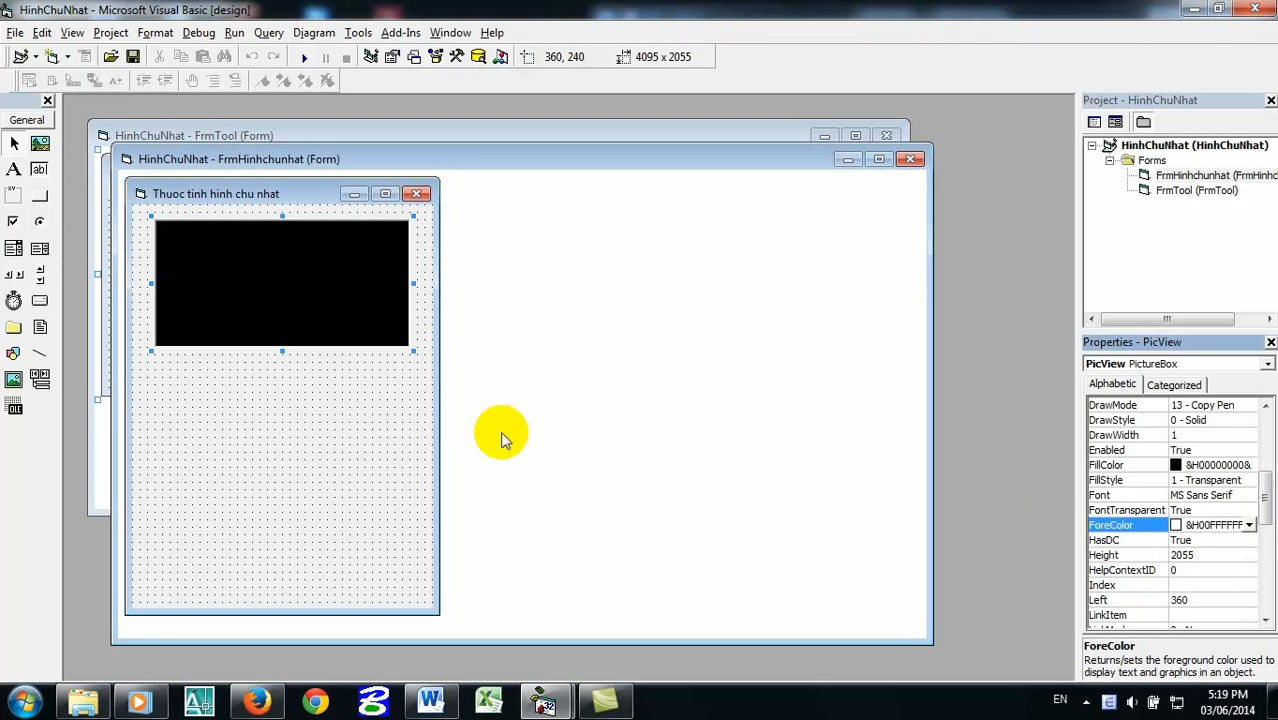 HinhChuNhat - Microsoft Visual Basic [design]
File Edit View Project Format Debug Run Query Diagram Tools Add-Ins Window Help
360, 240 4095 x 2055
General
HinhChuNhat - FrmTool (Form)
HinhChuNhat - FrmHinhchunhat (Form)
Thuoc tinh hinh chu nhat
Project - HinhChuNhat
HinhChuNhat (HinhChuNhat)
Forms
FrmHinhchunhat (FrmHinhc
FrmTool (FrmTool)
Properties - PicView
PicView PictureBox
Alphabetic Categorized
DrawMode 13 - Copy Pen
DrawStyle 0 - Solid
DrawWidth 1
Enabled True
FillColor &H00000000&
FillStyle 1 - Transparent
Font MS Sans Serif
FontTransparent True
ForeColor &H00FFFFFF
HasDC True
Height 2055
HelpContextID 0
Index
Left 360
LinkItem
ForeColor
Returns/sets the foreground color used to
display text and graphics in an object.
EN
5:19 PM
03/06/2014